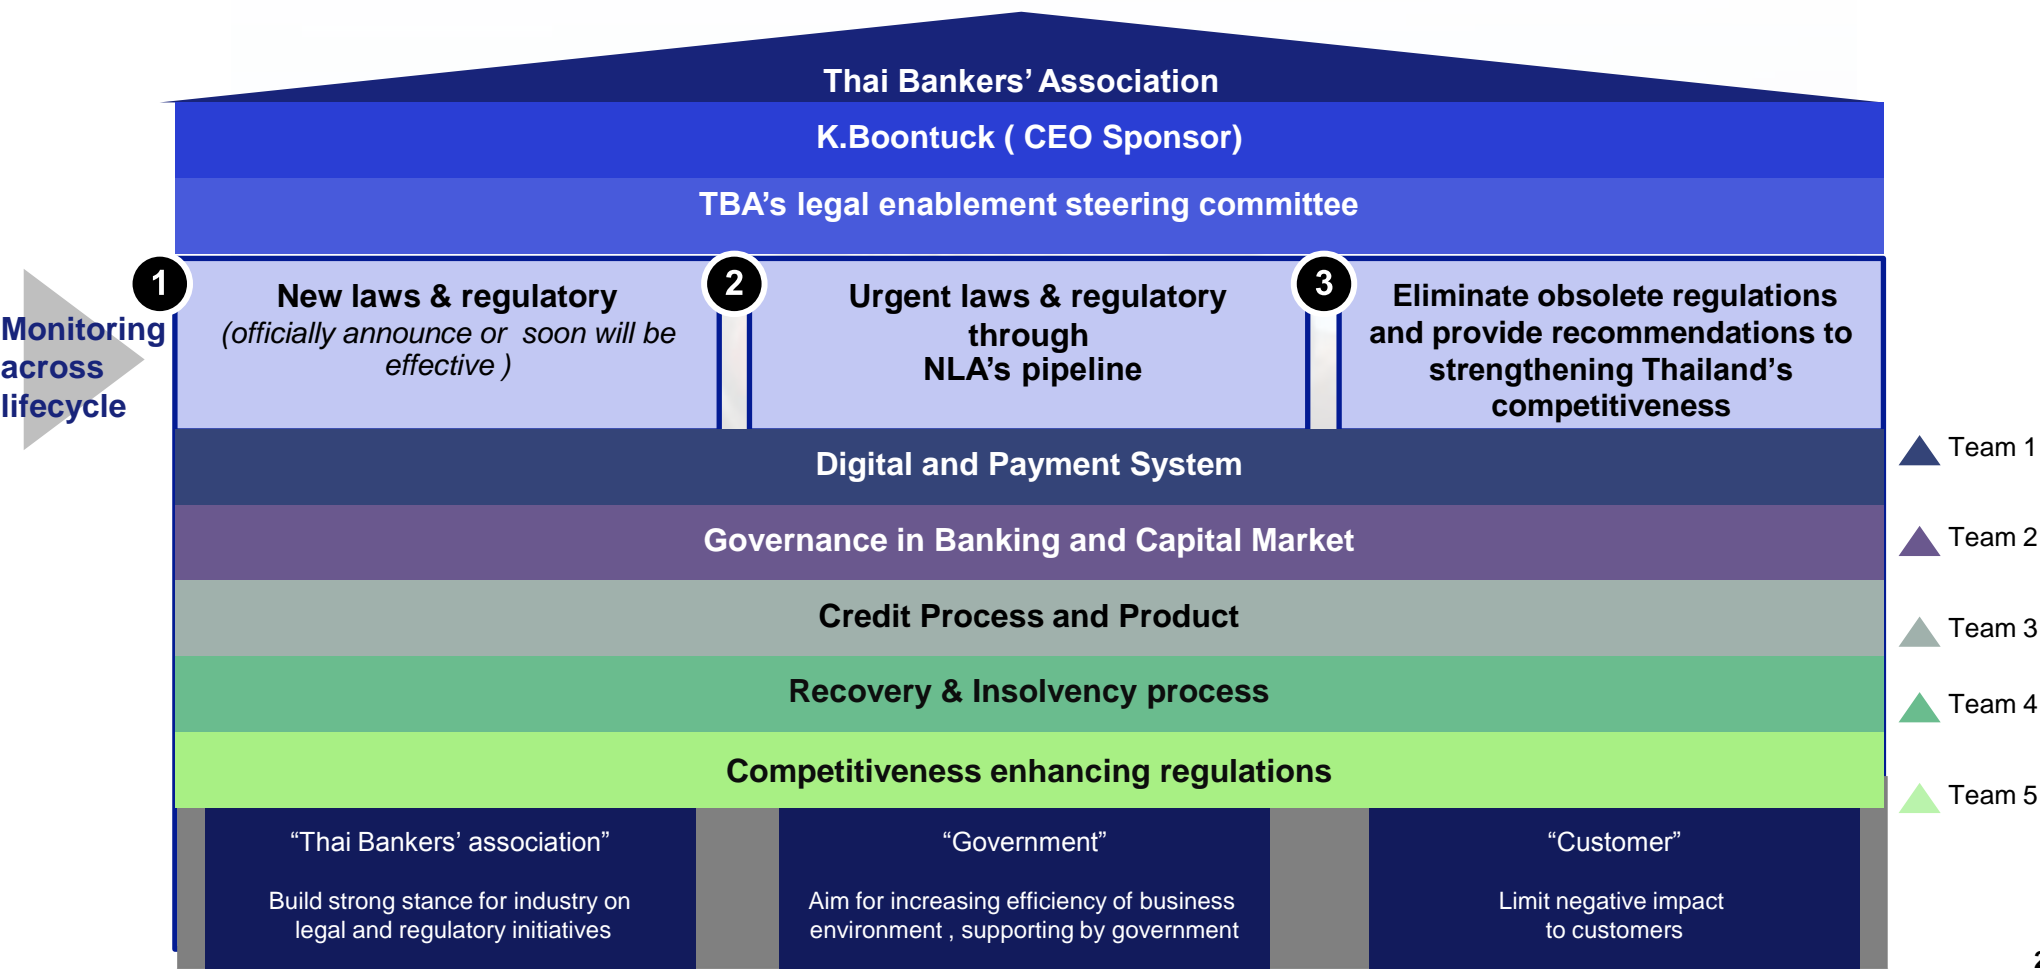 Thai Bankers’ Association
K.Boontuck ( CEO Sponsor)
TBA’s legal enablement steering committee
Monitoring
across
lifecycle
1
New laws & regulatory
(officially announce or soon will be
effective )
2
Urgent laws & regulatory
through
NLA’s pipeline
3
Eliminate obsolete regulations
and provide recommendations to
strengthening Thailand’s
competitiveness
Digital and Payment System
Team 1
Governance in Banking and Capital Market
Team 2
Credit Process and Product
Team 3
Recovery & Insolvency process
Team 4
Competitiveness enhancing regulations
Team 5
“Thai Bankers’ association”
Build strong stance for industry on
legal and regulatory initiatives
“Government”
Aim for increasing efficiency of business
environment , supporting by government
“Customer”
Limit negative impact
to customers